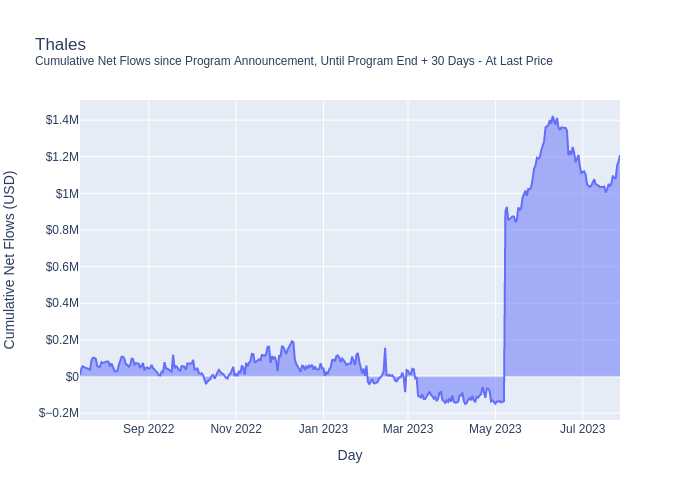 Thales
Cumulative Net Flows since Program Announcement, Until Program End + 30 Days - At Last Price
Cumulative Net Flows (USD)
$1.4M
$1.2M
$1M
$0.8M
$0.6M
$0.4M
$0.2M
$0
$−0.2M
Sep 2022
Nov 2022
Jan 2023
Mar 2023
May 2023
Jul 2023
Day